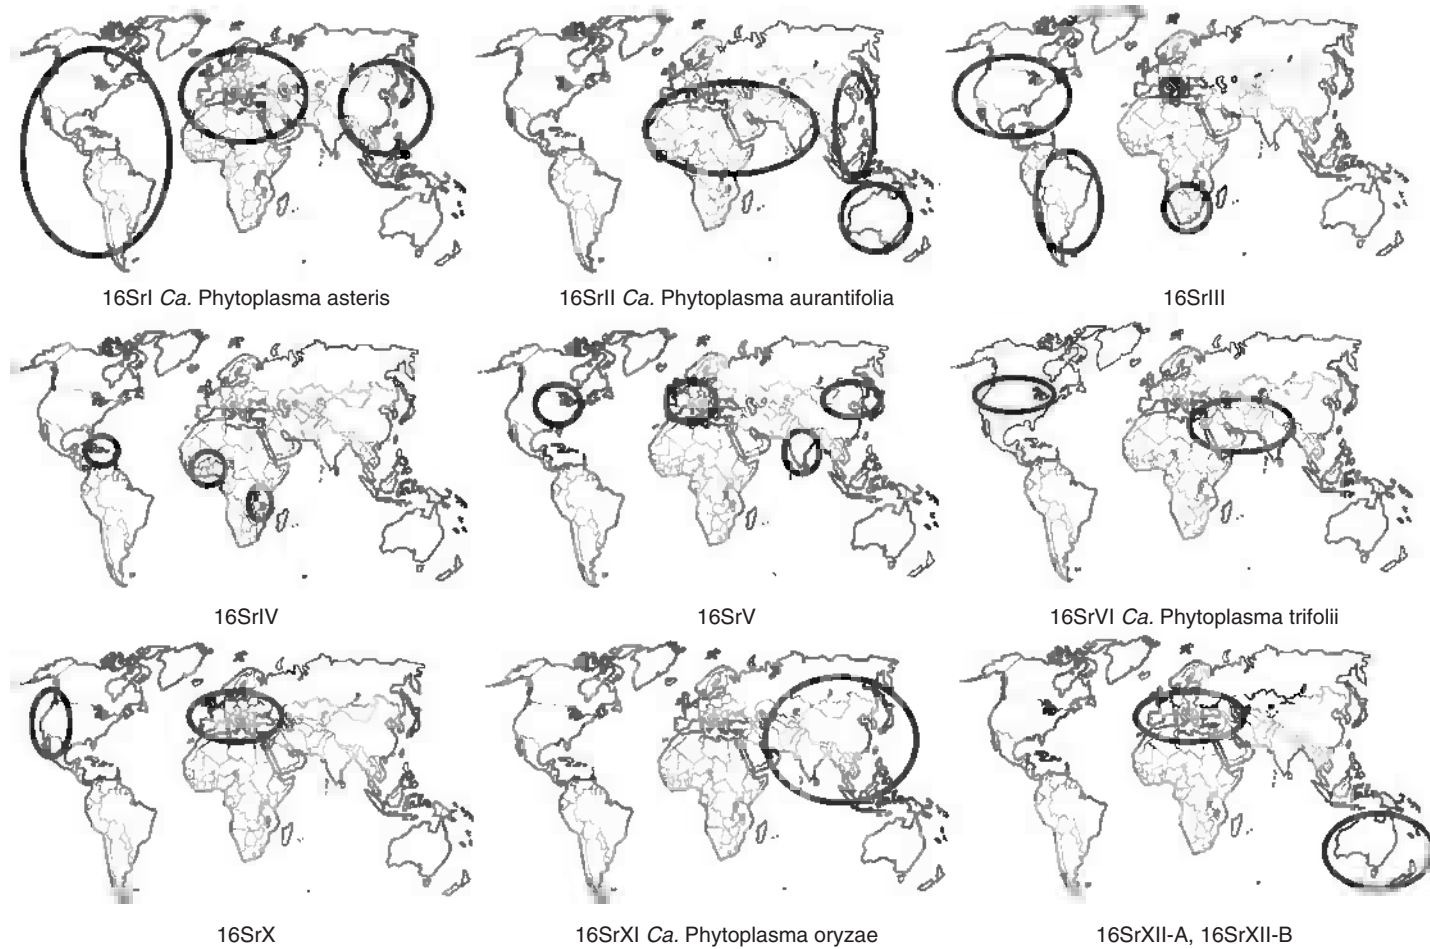 16SrI Ca. Phytoplasma asteris
16SrII Ca. Phytoplasma aurantifolia
16SrIII
16SrIV
16SrV
16SrVI Ca. Phytoplasma trifolii
16SrX
16SrXI Ca. Phytoplasma oryzae
16SrXII-A, 16SrXII-B